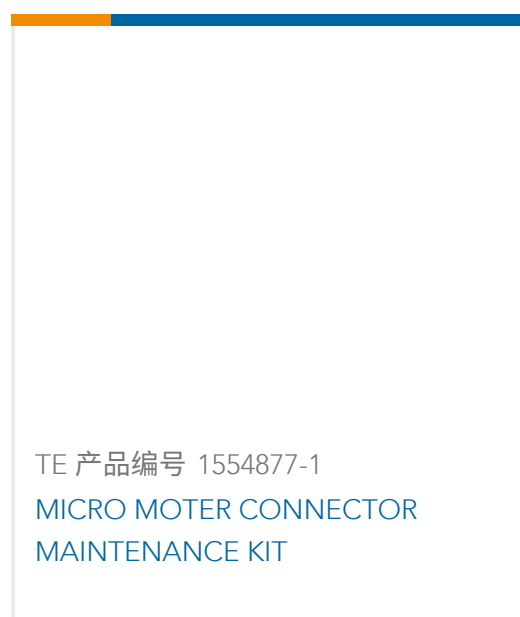 TE 产品编号 1554877-1
MICRO MOTER CONNECTOR
MAINTENANCE KIT